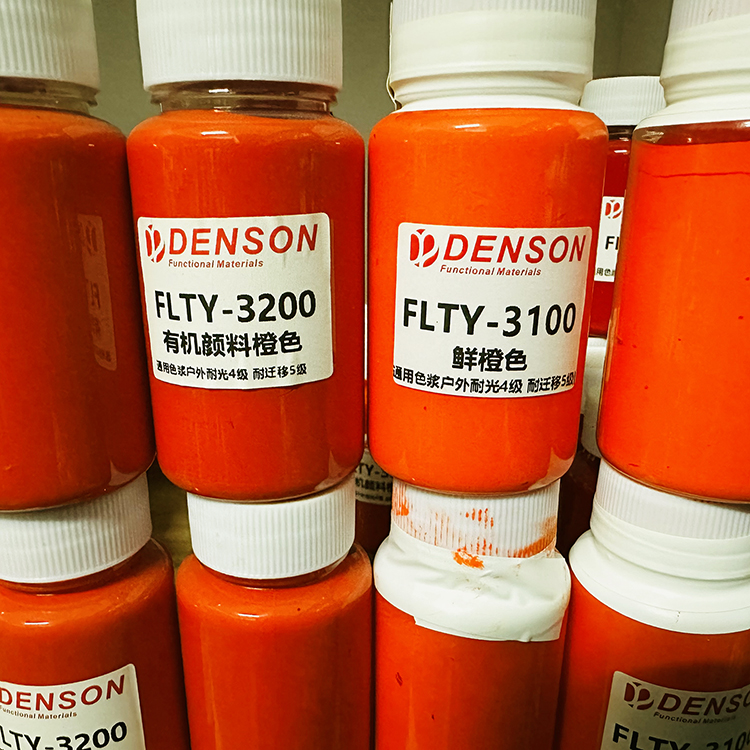 DENSON
Functional Materials
FLTY-3200
有机颜料橙色
通用色浆户外耐光4级 耐迁移5级
DENSON
Functional Materials
FLTY-3100
鲜橙色
通用色浆户外耐光4级 耐迁移5级
DENSON
Functional Materials
FLTY-3200
DENSON
Functional Materials